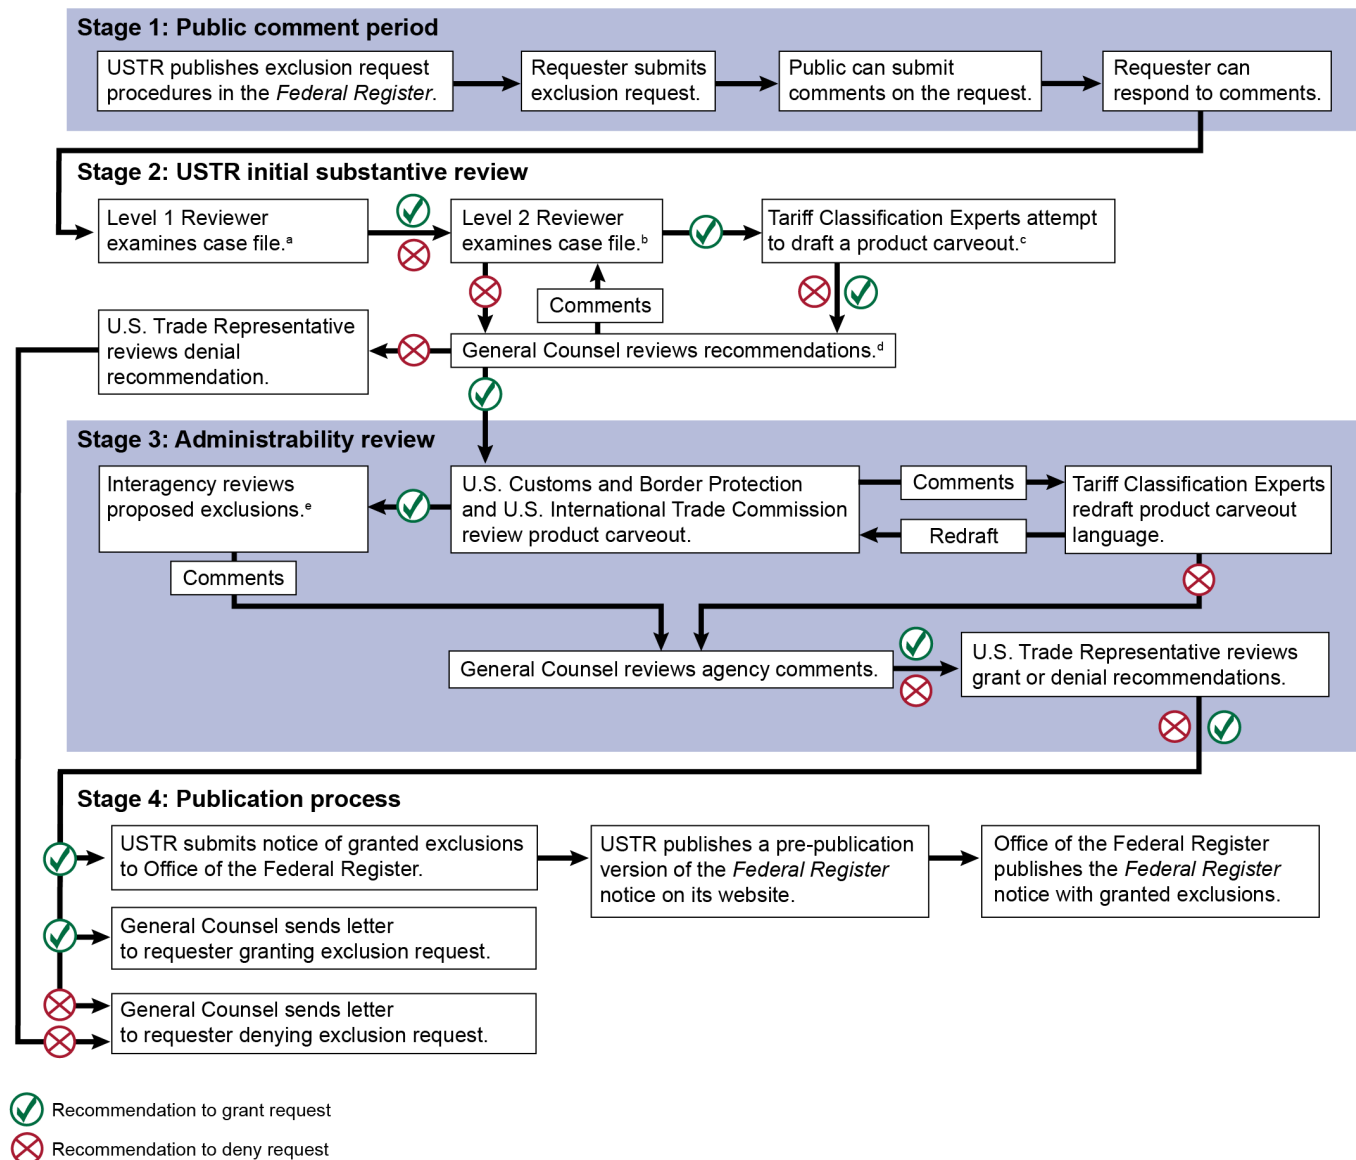 Stage 1: Public comment period
USTR publishes exclusion request
procedures in the Federal Register.
Requester submits
exclusion request.
Public can submit
comments on the request.
Requester can
respond to comments.
Stage 2: USTR initial substantive review
Level 1 Reviewer
examines case file.a
Level 2 Reviewer
examines case file.b
Tariff Classification Experts attempt
to draft a product carveout.c
Comments
U.S. Trade Representative
reviews denial
recommendation.
General Counsel reviews recommendations.d
Stage 3: Administrability review
Interagency reviews
proposed exclusions.e
U.S. Customs and Border Protection
and U.S. International Trade Commission
review product carveout.
Comments
Redraft
Tariff Classification Experts
redraft product carveout
language.
Comments
General Counsel reviews agency comments.
U.S. Trade Representative reviews
grant or denial recommendations.
Stage 4: Publication process
USTR submits notice of granted exclusions
to Office of the Federal Register.
USTR publishes a pre-publication
version of the Federal Register
notice on its website.
Office of the Federal Register
publishes the Federal Register
notice with granted exclusions.
General Counsel sends letter
to requester granting exclusion request.
General Counsel sends letter
to requester denying exclusion request.
Recommendation to grant request
Recommendation to deny request